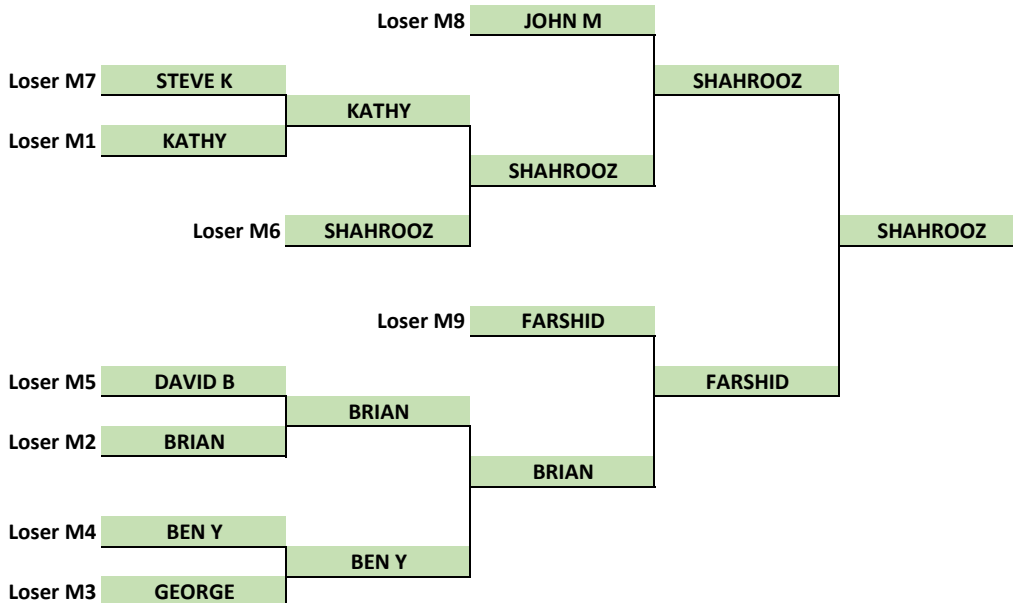 Loser M8 JOHN M
Loser M7 STEVE K SHAHROOZ
KATHY
Loser M1 KATHY
SHAHROOZ
Loser M6 SHAHROOZ SHAHROOZ
Loser M9 FARSHID
Loser M5 DAVID B FARSHID
BRIAN
Loser M2 BRIAN
BRIAN
Loser M4 BEN Y
BEN Y
Loser M3 GEORGE